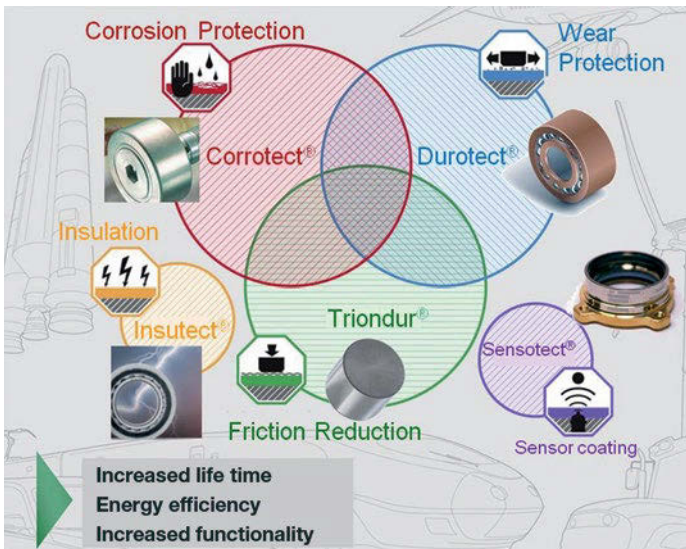 Corrosion Protection
Wear
Protection
Corrotect®
Durotect®
Insulation
Insutect®
Triondur®
Sensotect®
Friction Reduction
Sensor coating
Increased life time
Energy efficiency
Increased functionality